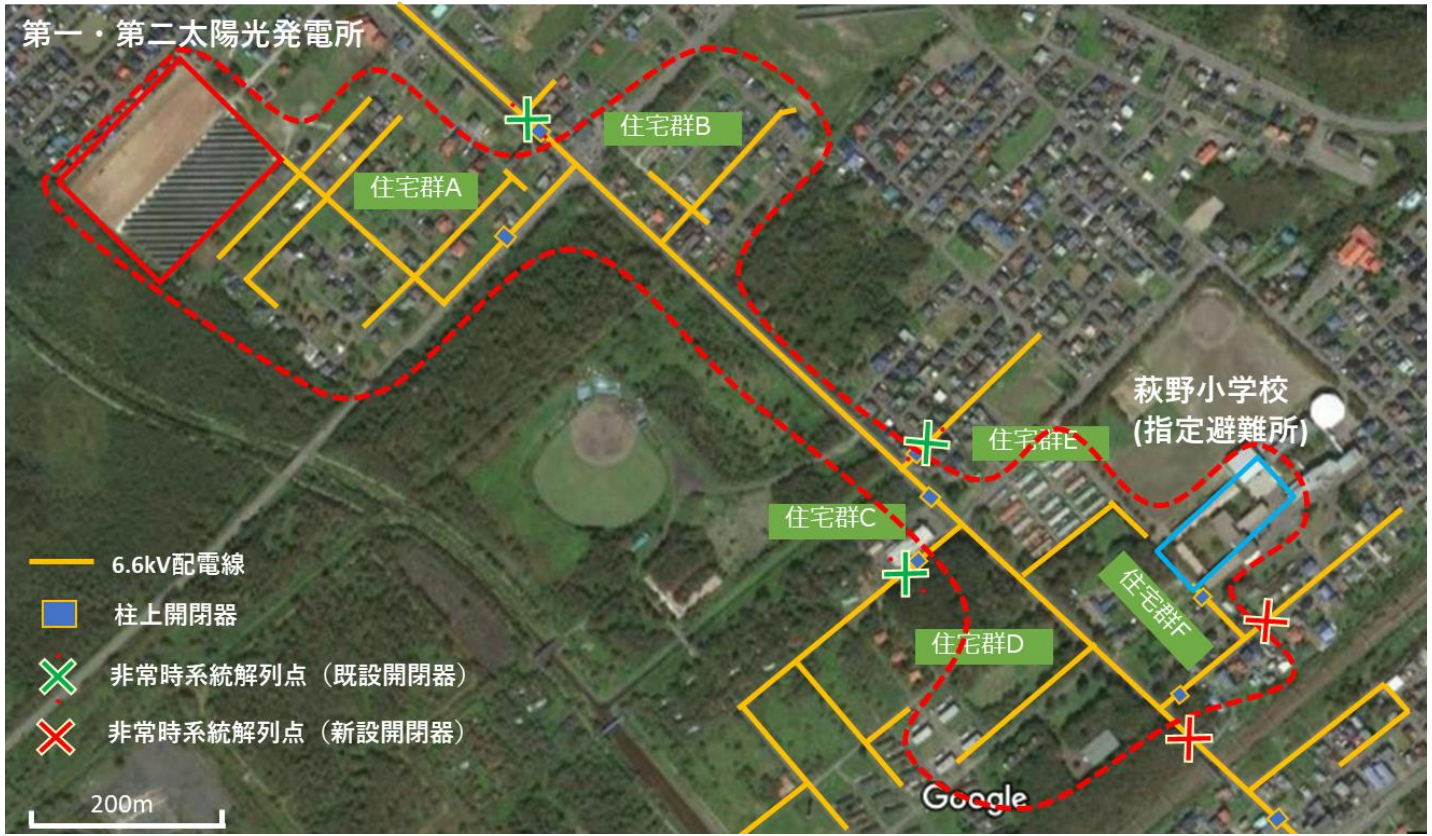 第一・第二太陽光発電所
住宅群B
住宅群A
萩野小学校
(指定避難所)
住宅群E
住宅群C
住宅群F
住宅群D
6.6kV配電線
柱上開閉器
非常時系統解列点（既設開閉器）
非常時系統解列点（新設開閉器）
200m
Google